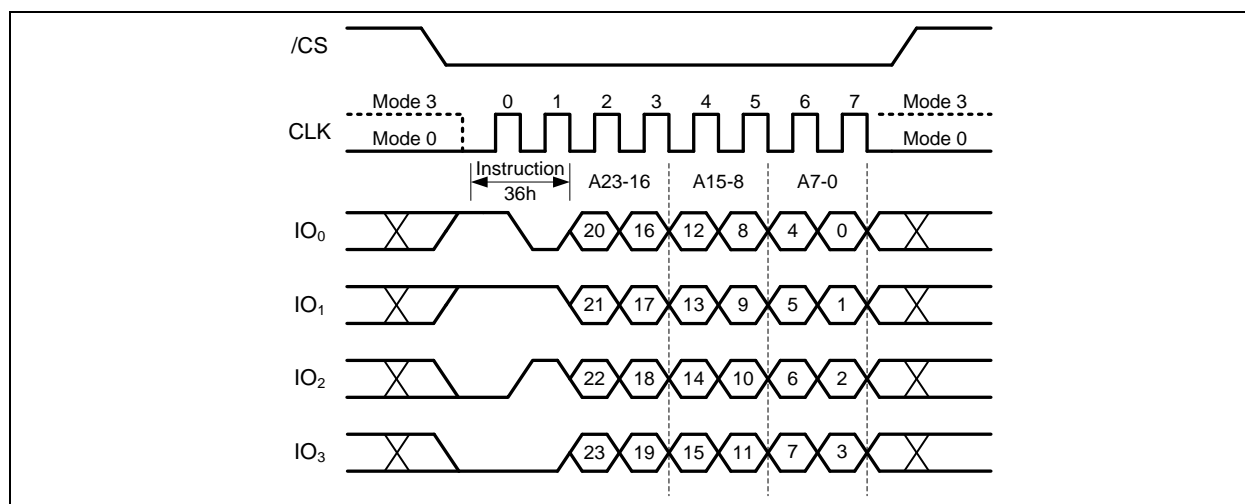 /CS
Mode 3 0 1 2 3 4 5 6 7 Mode 3
CLK
Mode 0 Mode 0
Instruction
36h
A23-16 A15-8 A7-0
IO0 20 16 12 8 4 0
IO1 21 17 13 9 5 1
IO2 22 18 14 10 6 2
IO3 23 19 15 11 7 3